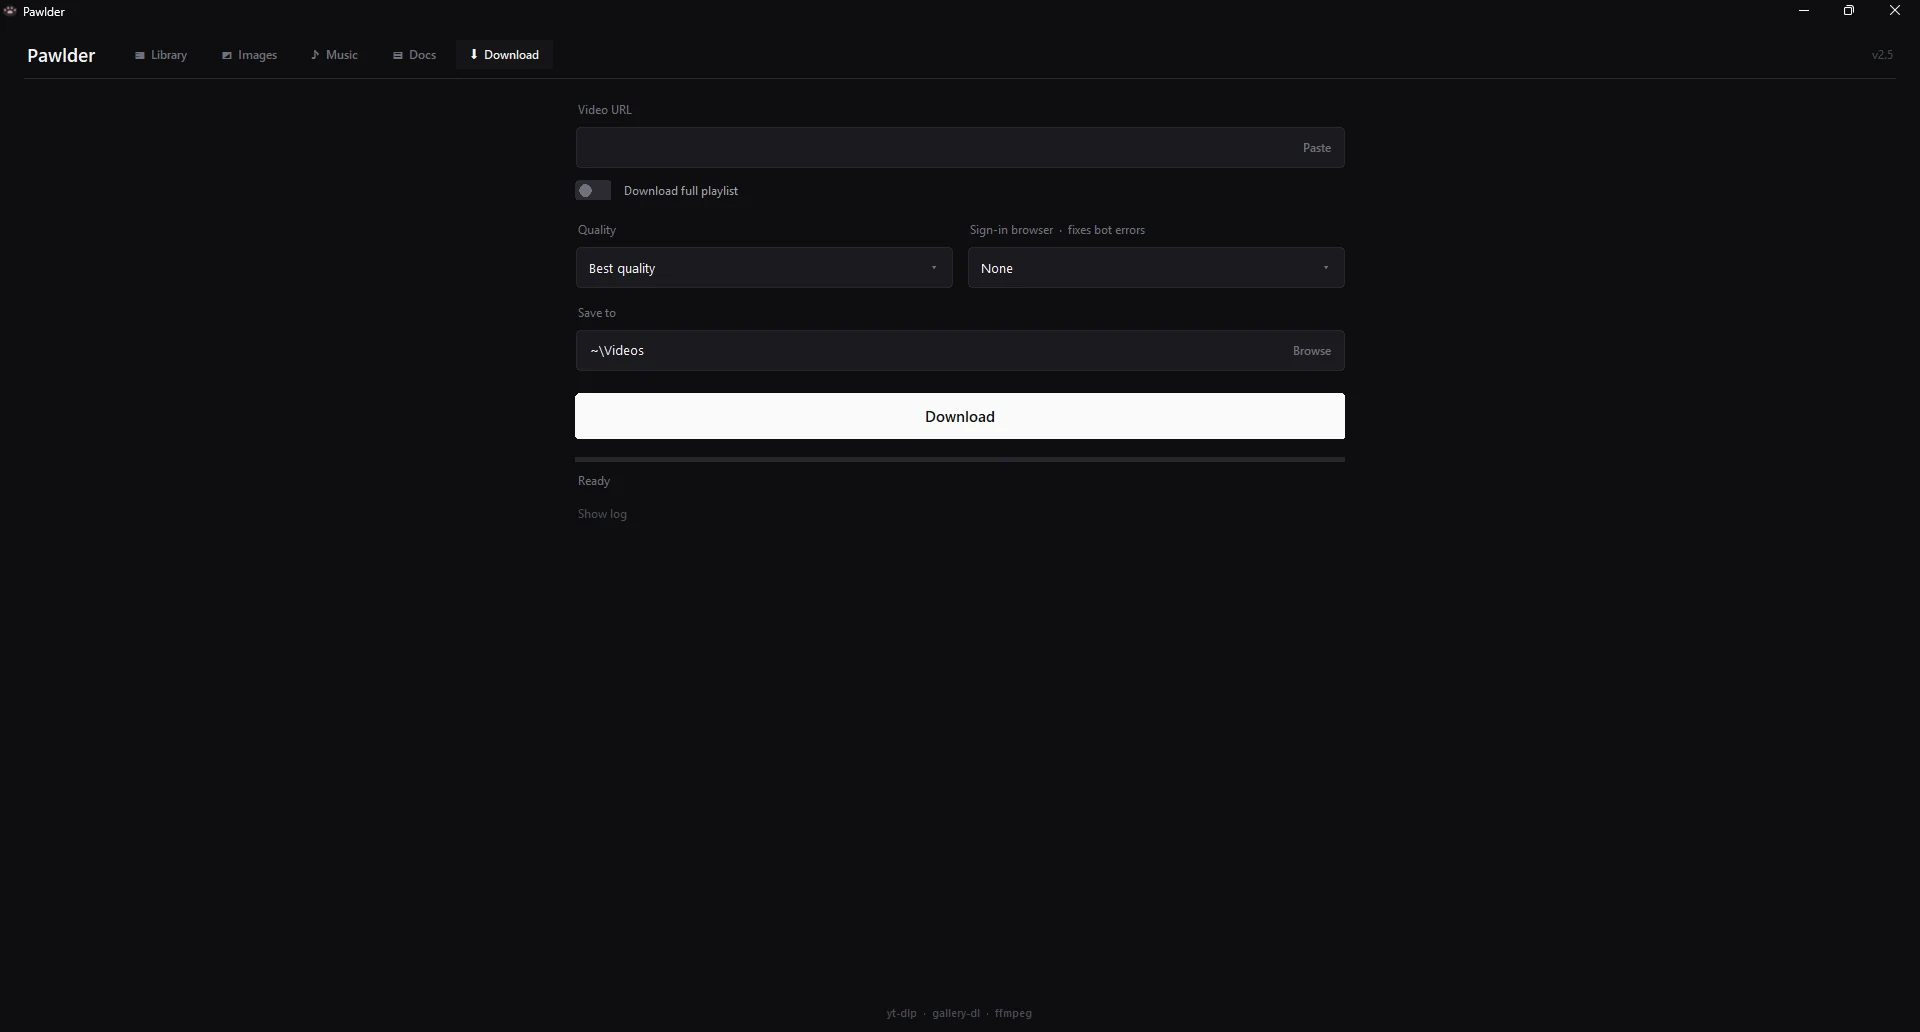 Pawlder
Pawlder Library Images Music Docs Download v2.5
Video URL
Paste
Download full playlist
Quality Sign-in browser · fixes bot errors
Best quality None
Save to
~\Videos Browse
Download
Ready
Show log
yt-dlp · gallery-dl · ffmpeg